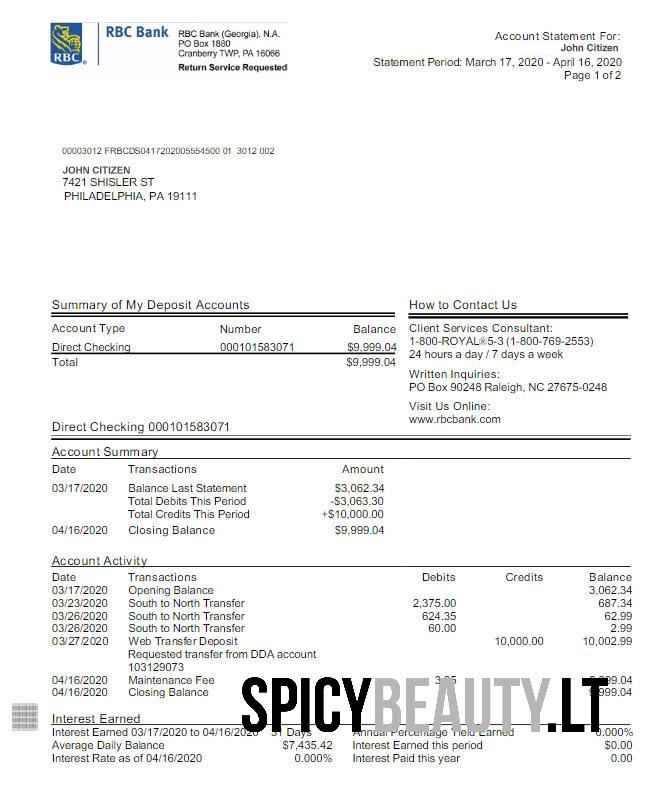 RBC
RBC Bank
RBC Bank (Georgia), N.A.
PO Box 1880
Cranberry TWP, PA 16066
Return Service Requested
Account Statement For:
John Citizen
Statement Period: March 17, 2020 - April 16, 2020
Page 1 of 2
00003012 FRBCDS0417202005554500 01 3012 002
JOHN CITIZEN
7421 SHISLER ST
PHILADELPHIA, PA 19111
Summary of My Deposit Accounts
Account Type Number Balance
Direct Checking 000101583071 $9,999.04
Total $9,999.04
How to Contact Us
Client Services Consultant:
1-800-ROYAL®5-3 (1-800-769-2553)
24 hours a day / 7 days a week
Written Inquiries:
PO Box 90248 Raleigh, NC 27675-0248
Visit Us Online:
www.rbcbank.com
Direct Checking 000101583071
Account Summary
Date Transactions Amount
03/17/2020 Balance Last Statement $3,062.34
Total Debits This Period -$3,063.30
Total Credits This Period +$10,000.00
04/16/2020 Closing Balance $9,999.04
Account Activity
Date Transactions Debits Credits Balance
03/17/2020 Opening Balance 3,062.34
03/23/2020 South to North Transfer 2,375.00 687.34
03/26/2020 South to North Transfer 624.35 62.99
03/26/2020 South to North Transfer 60.00 2.99
03/27/2020 Web Transfer Deposit 10,000.00 10,002.99
Requested transfer from DDA account
103129073
04/16/2020 Maintenance Fee
04/16/2020 Closing Balance
SPICYBEAUTY.LT
Interest Earned
Interest Earned 03/17/2020 to 04/16/2020 31 Days Annual Percentage Yield Earned 0.000%
Average Daily Balance $7,435.42 Interest Earned this period $0.00
Interest Rate as of 04/16/2020 0.000% Interest Paid this year 0.00